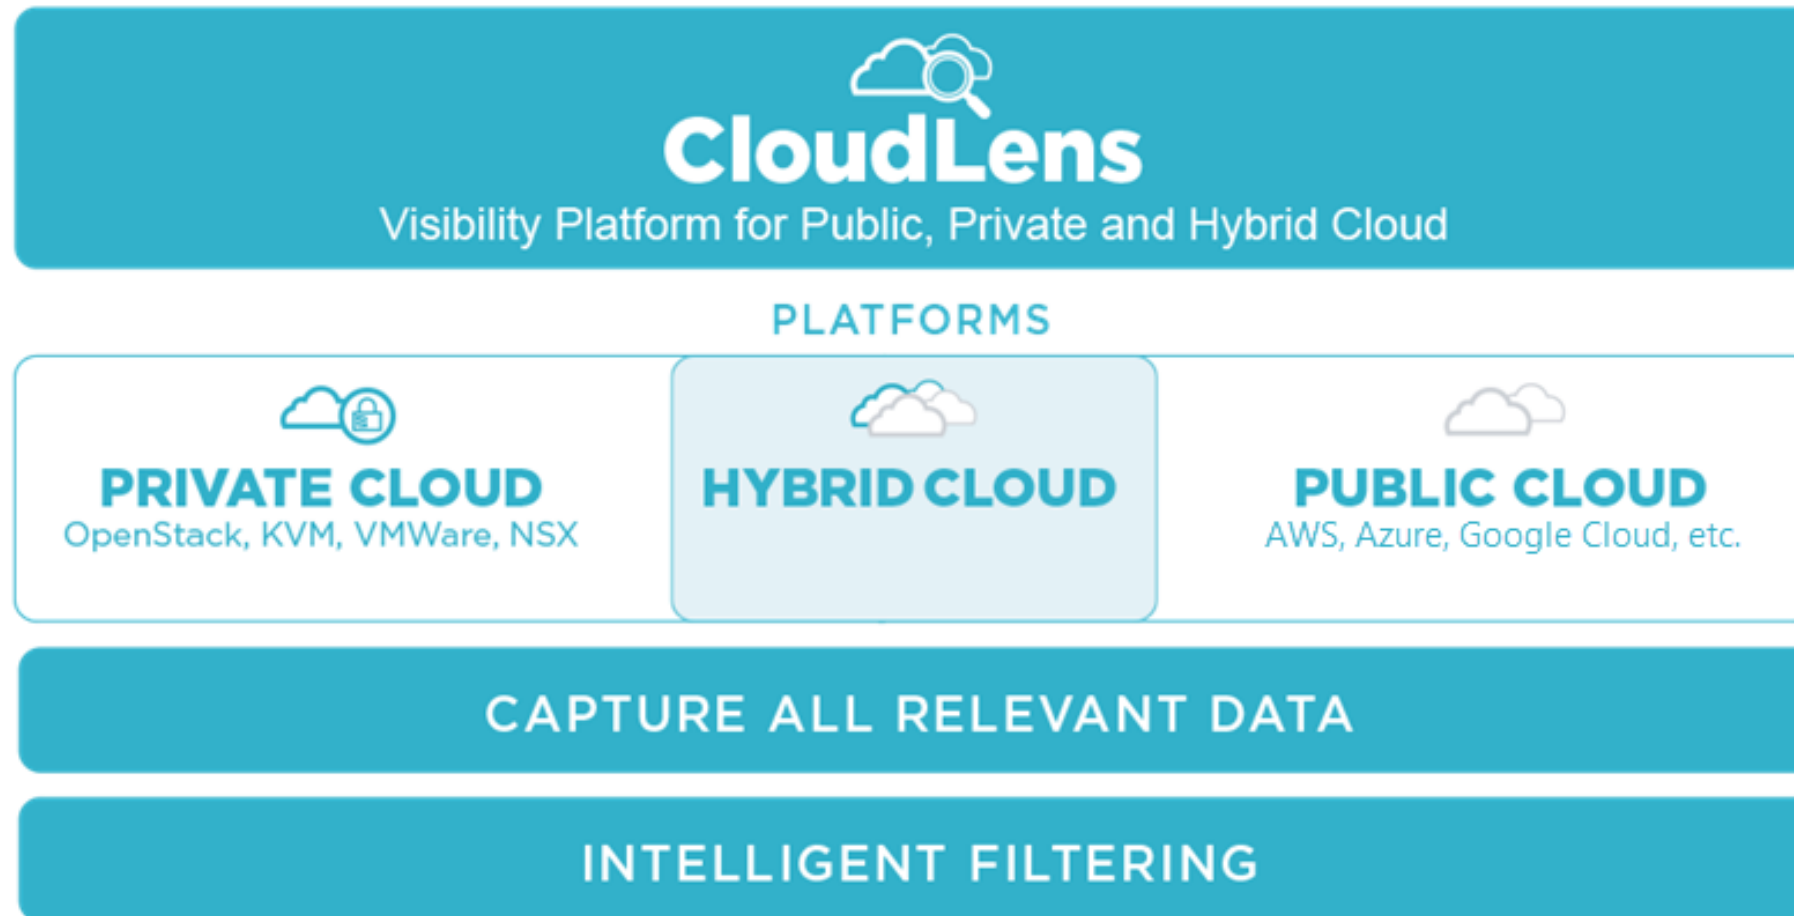 CloudLens
Visibility Platform for Public, Private and Hybrid Cloud
PLATFORMS
PRIVATE CLOUD
OpenStack, KVM, VMWare, NSX
HYBRID CLOUD
PUBLIC CLOUD
AWS, Azure, Google Cloud, etc.
CAPTURE ALL RELEVANT DATA
INTELLIGENT FILTERING